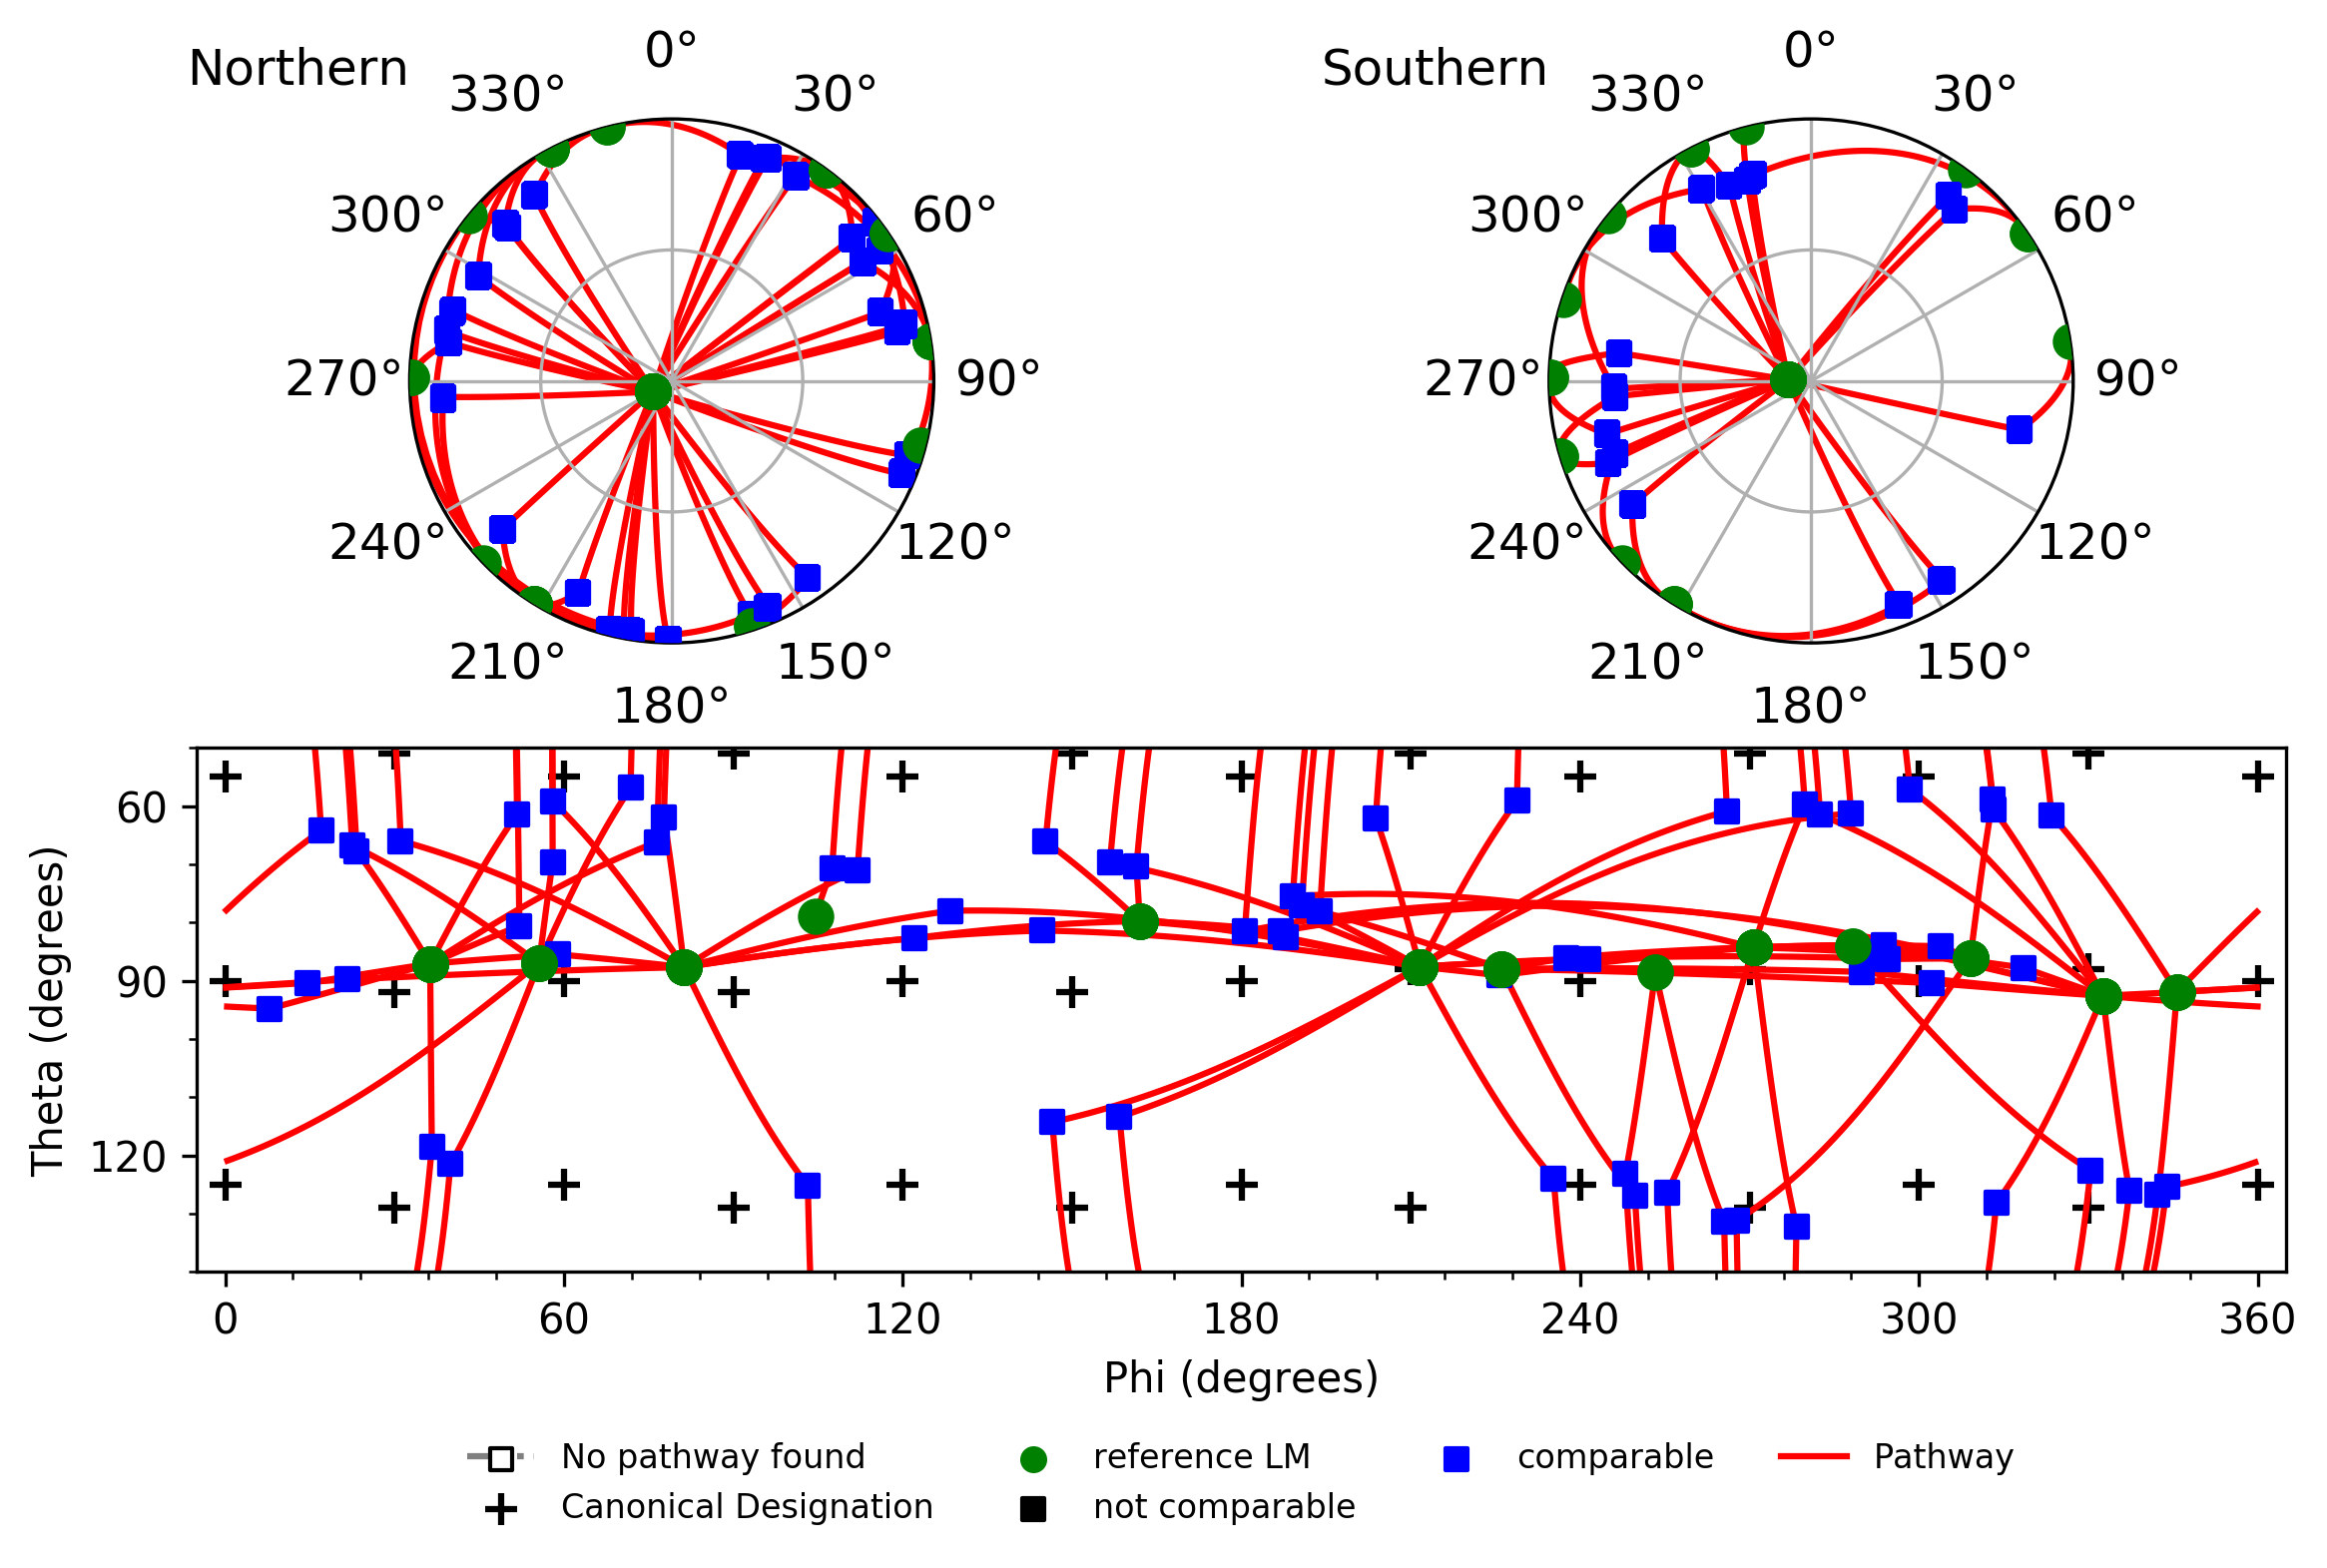 Northern
0°
30°
60°
90°
120°
150°
180°
210°
240°
270°
300°
330°
Southern
0°
30°
60°
90°
120°
150°
180°
210°
240°
270°
300°
330°
Theta (degrees)
60
90
120
0 60 120 180 240 300 360
Phi (degrees)
No pathway found
reference LM
comparable
Pathway
Canonical Designation
not comparable